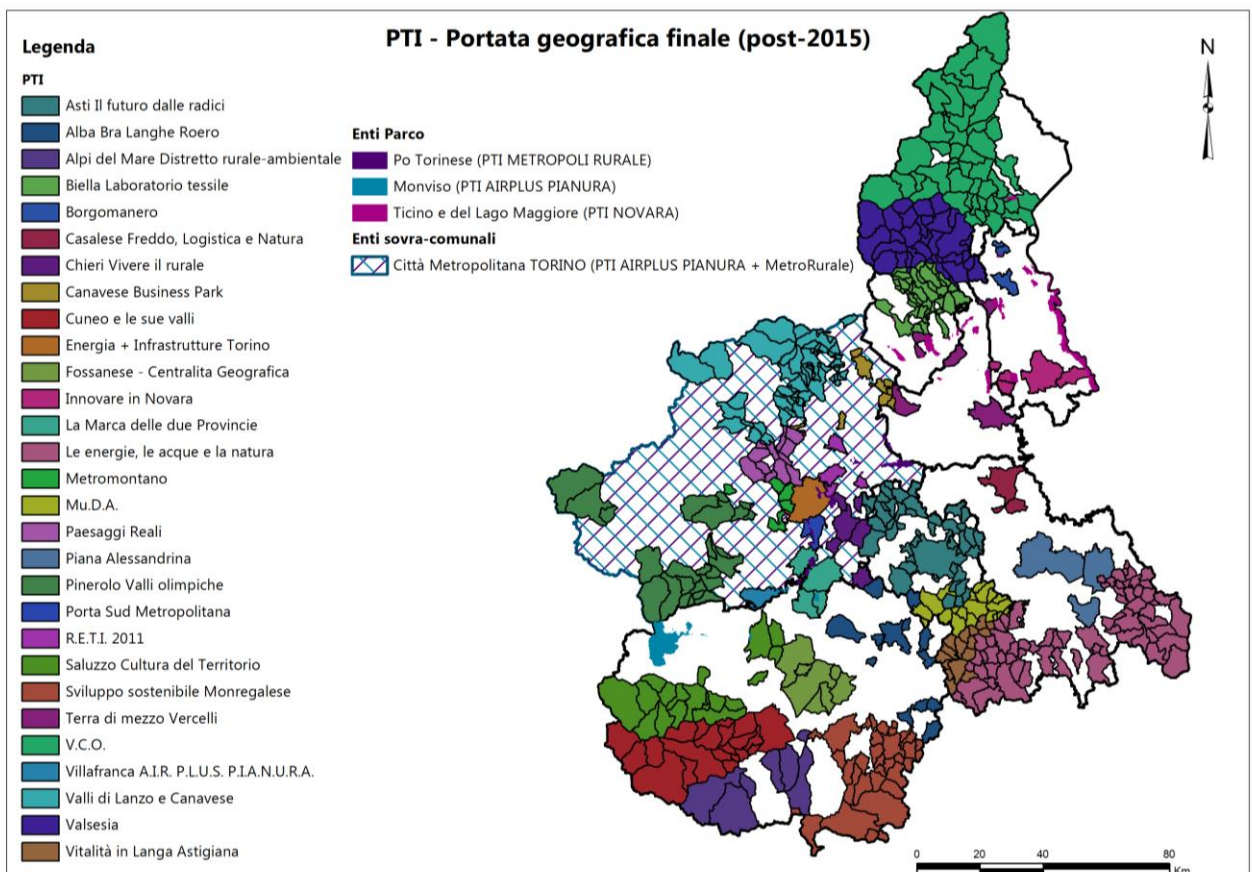 PTI - Portata geografica finale (post-2015)
Legenda
PTI
Asti Il futuro dalle radici
Alba Bra Langhe Roero
Alpi del Mare Distretto rurale-ambientale
Biella Laboratorio tessile
Borgomanero
Casalese Freddo, Logistica e Natura
Chieri Vivere il rurale
Canavese Business Park
Cuneo e le sue valli
Energia + Infrastrutture Torino
Fossanese - Centralita Geografica
Innovare in Novara
La Marca delle due Provincie
Le energie, le acque e la natura
Metromontano
Mu.D.A.
Paesaggi Reali
Piana Alessandrina
Pinerolo Valli olimpiche
Porta Sud Metropolitana
R.E.T.I. 2011
Saluzzo Cultura del Territorio
Sviluppo sostenibile Monregalese
Terra di mezzo Vercelli
V.C.O.
Villafranca A.I.R. P.L.U.S. P.I.A.N.U.R.A.
Valli di Lanzo e Canavese
Valsesia
Vitalità in Langa Astigiana
Enti Parco
Po Torinese (PTI METROPOLI RURALE)
Monviso (PTI AIRPLUS PIANURA)
Ticino e del Lago Maggiore (PTI NOVARA)
Enti sovra-comunali
Città Metropolitana TORINO (PTI AIRPLUS PIANURA + MetroRurale)
N
0 20 40 80
Km